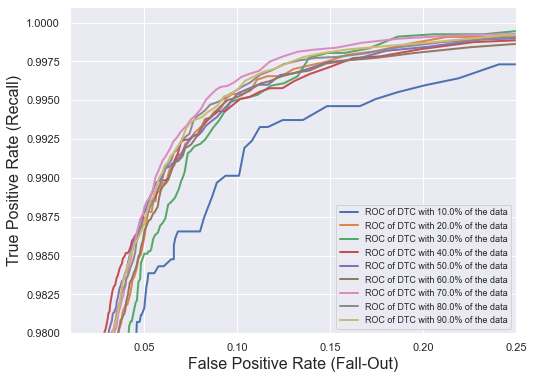 1.0000
0.9975
0.9950
0.9925
0.9900
0.9875
0.9850
0.9825
0.9800
True Positive Rate (Recall)
ROC of DTC with 10.0% of the data
ROC of DTC with 20.0% of the data
ROC of DTC with 30.0% of the data
ROC of DTC with 40.0% of the data
ROC of DTC with 50.0% of the data
ROC of DTC with 60.0% of the data
ROC of DTC with 70.0% of the data
ROC of DTC with 80.0% of the data
ROC of DTC with 90.0% of the data
0.05 0.10 0.15 0.20 0.25
False Positive Rate (Fall-Out)